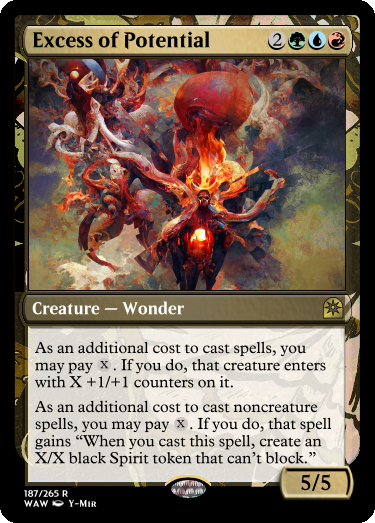 Excess of Potential 2
Creature — Wonder
As an additional cost to cast spells, you
may pay X. If you do, that creature enters
with X +1/+1 counters on it.
As an additional cost to cast noncreature
spells, you may pay X. If you do, that spell
gains “When you cast this spell, create an
X/X black Spirit token that can’t block.”
187/265 R
WAW Y-Mir
5/5